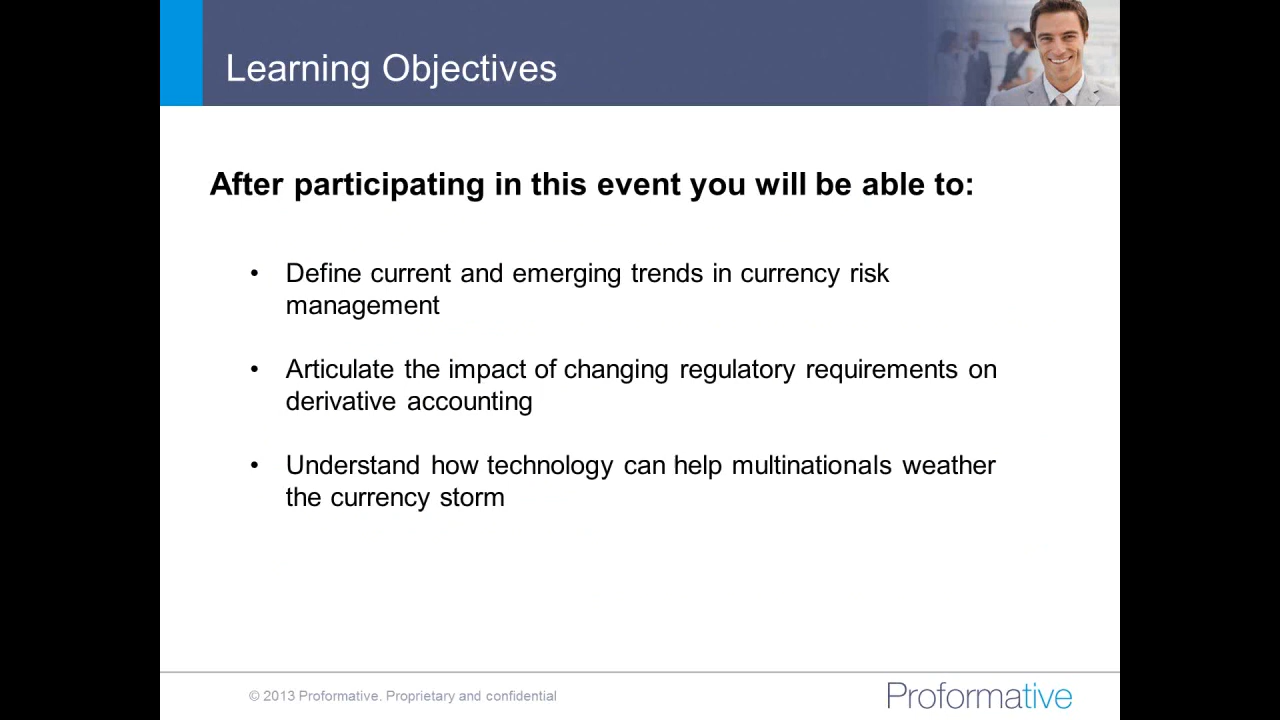 Learning Objectives
After participating in this event you will be able to:
• Define current and emerging trends in currency risk
management
• Articulate the impact of changing regulatory requirements on
derivative accounting
• Understand how technology can help multinationals weather
the currency storm
© 2013 Proformative. Proprietary and confidential
Proformative